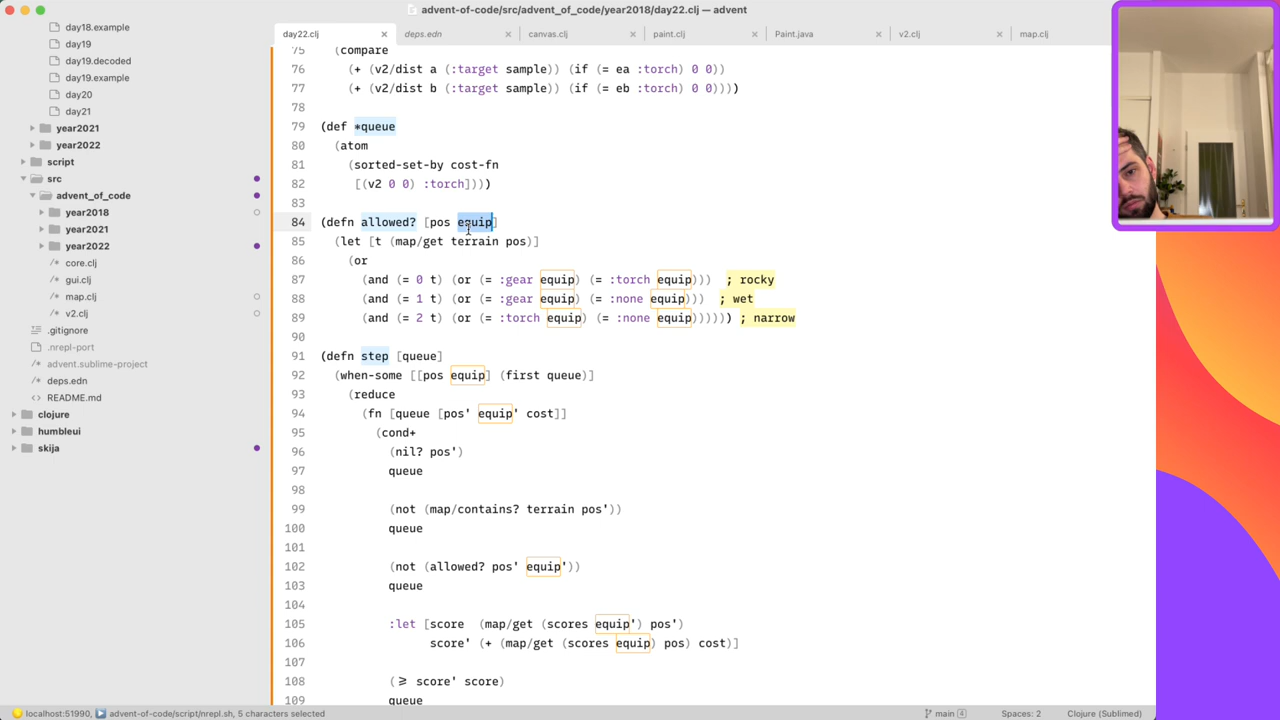 advent-of-code/src/advent_of_code/year2018/day22.clj — advent
day18.example
day19
day19.decoded
day19.example
day20
day21
year2021
year2022
script
src
advent_of_code
year2018
year2021
year2022
core.clj
gui.clj
map.clj
v2.clj
.gitignore
.nrepl-port
advent.sublime-project
deps.edn
README.md
clojure
humbleui
skija
day22.clj
deps.edn
canvas.clj
paint.clj
Paint.java
v2.clj
map.clj
75 (compare
76 (+ (v2/dist a (:target sample)) (if (= ea :torch) 0 0))
77 (+ (v2/dist b (:target sample)) (if (= eb :torch) 0 0))))
78
79 (def *queue
80 (atom
81 (sorted-set-by cost-fn
82 [(v2 0 0) :torch])))
83
84 (defn allowed? [pos equip]
85 (let [t (map/get terrain pos)]
86 (or
87 (and (= 0 t) (or (= :gear equip) (= :torch equip))) ; rocky
88 (and (= 1 t) (or (= :gear equip) (= :none equip))) ; wet
89 (and (= 2 t) (or (= :torch equip) (= :none equip)))))) ; narrow
90
91 (defn step [queue]
92 (when-some [[pos equip] (first queue)]
93 (reduce
94 (fn [queue [pos' equip' cost]]
95 (cond+
96 (nil? pos')
97 queue
98
99 (not (map/contains? terrain pos'))
100 queue
101
102 (not (allowed? pos' equip'))
103 queue
104
105 :let [score (map/get (scores equip') pos')
106 score' (+ (map/get (scores equip) pos) cost)]
107
108 (>= score' score)
109 queue
localhost:51990, advent-of-code/script/nrepl.sh, 5 characters selected
main 4
Spaces: 2
Clojure (Sublimed)